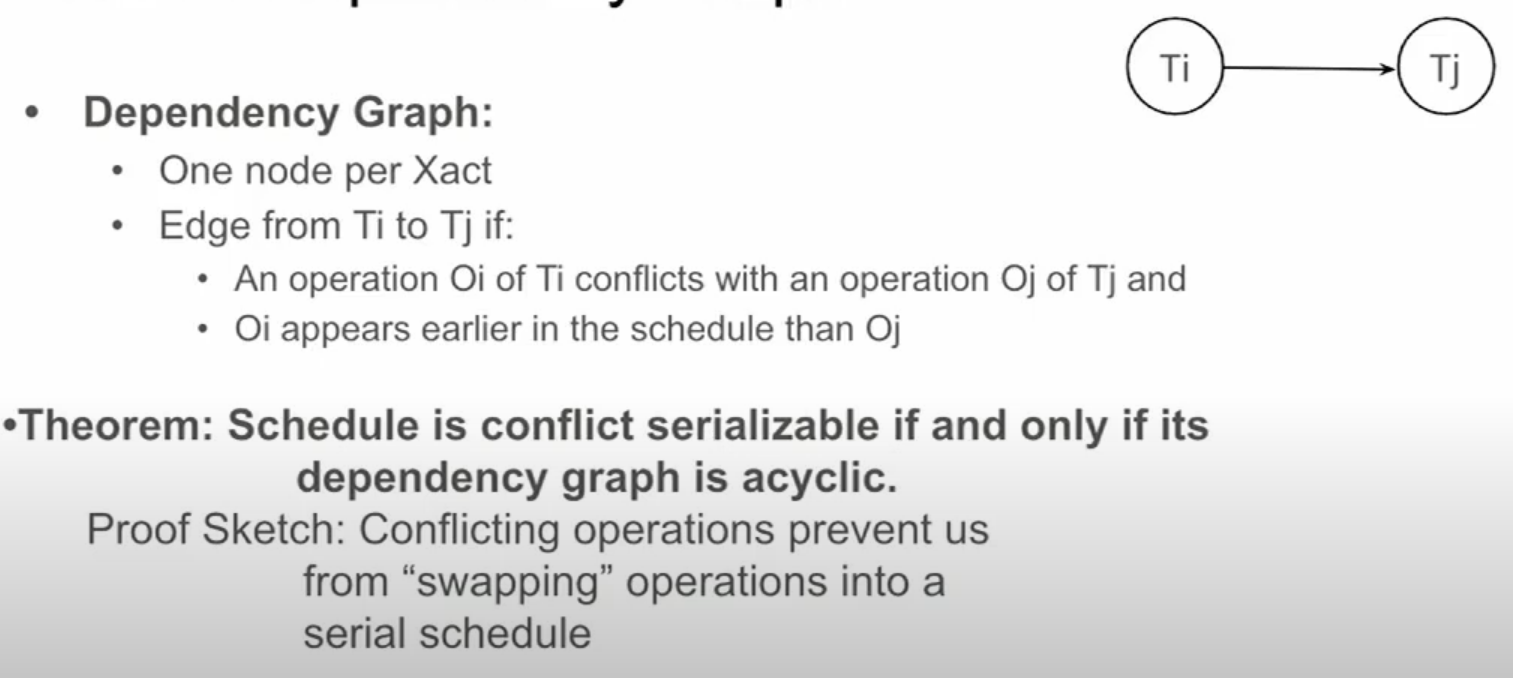 Ti
Tj
• Dependency Graph:
• One node per Xact
• Edge from Ti to Tj if:
• An operation Oi of Ti conflicts with an operation Oj of Tj and
• Oi appears earlier in the schedule than Oj
•Theorem: Schedule is conflict serializable if and only if its
dependency graph is acyclic.
Proof Sketch: Conflicting operations prevent us
from “swapping” operations into a
serial schedule